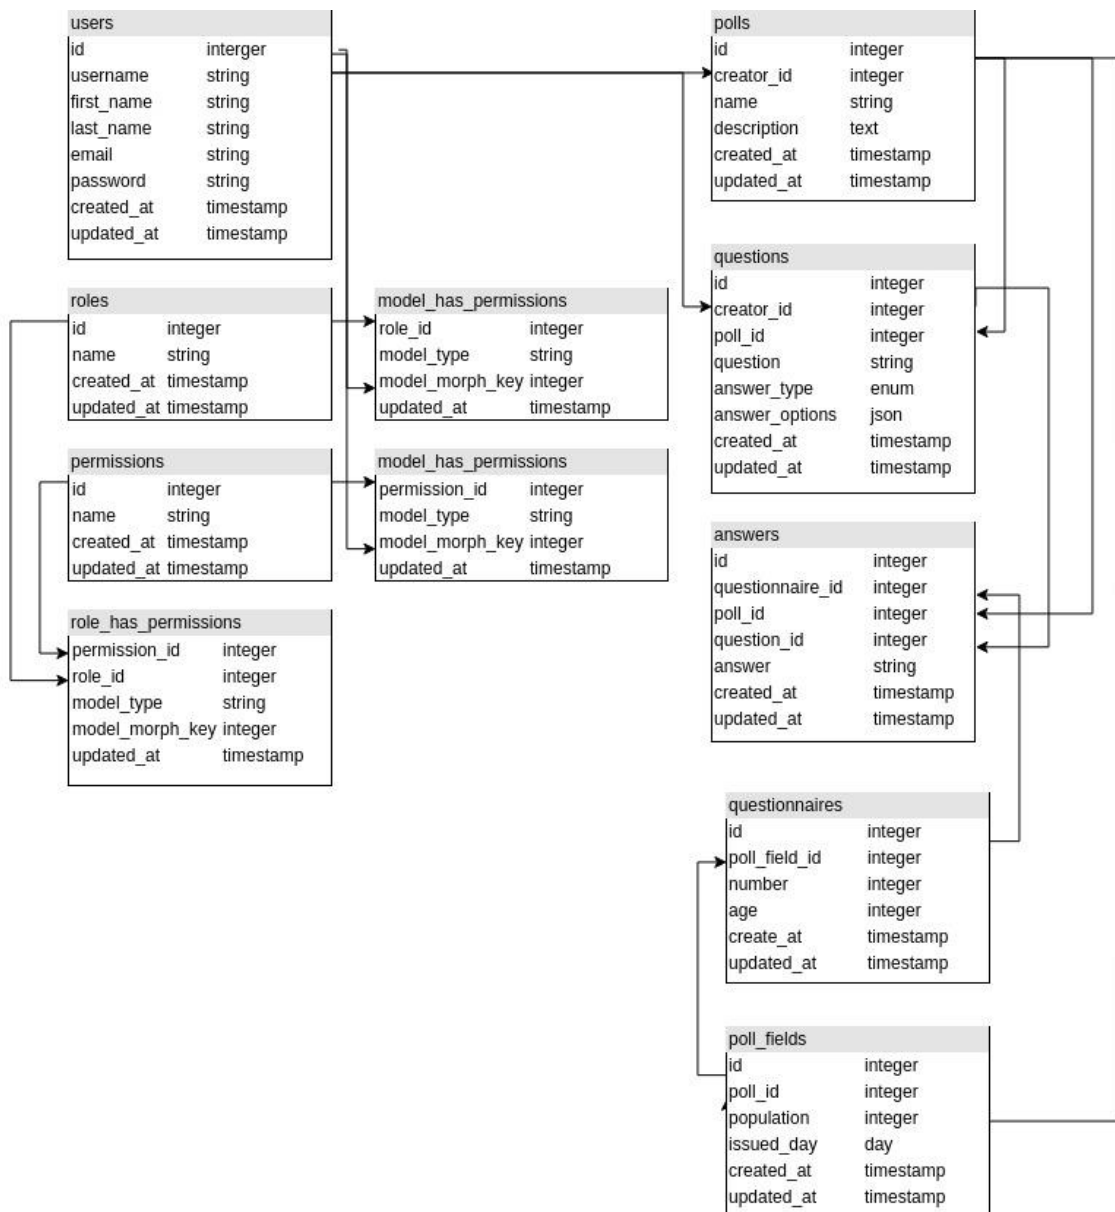 users
id interger
username string
first_name string
last_name string
email string
password string
created_at timestamp
updated_at timestamp
roles
id integer
name string
created_at timestamp
updated_at timestamp
permissions
id integer
name string
created_at timestamp
updated_at timestamp
role_has_permissions
permission_id integer
role_id integer
model_type string
model_morph_key integer
updated_at timestamp
model_has_permissions
role_id integer
model_type string
model_morph_key integer
updated_at timestamp
model_has_permissions
permission_id integer
model_type string
model_morph_key integer
updated_at timestamp
polls
id integer
creator_id integer
name string
description text
created_at timestamp
updated_at timestamp
questions
id integer
creator_id integer
poll_id integer
question string
answer_type enum
answer_options json
created_at timestamp
updated_at timestamp
answers
id integer
questionnaire_id integer
poll_id integer
question_id integer
answer string
created_at timestamp
updated_at timestamp
questionnaires
id integer
poll_field_id integer
number integer
age integer
create_at timestamp
updated_at timestamp
poll_fields
id integer
poll_id integer
population integer
issued_day day
created_at timestamp
updated_at timestamp